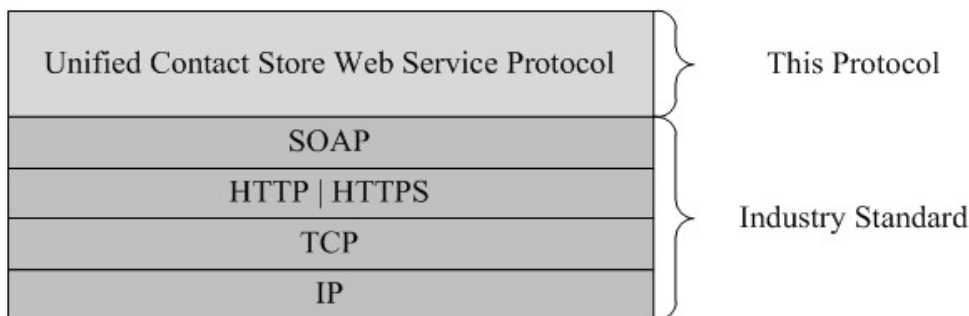 Unified Contact Store Web Service Protocol
This Protocol
SOAP
HTTP | HTTPS
TCP
IP
Industry Standard